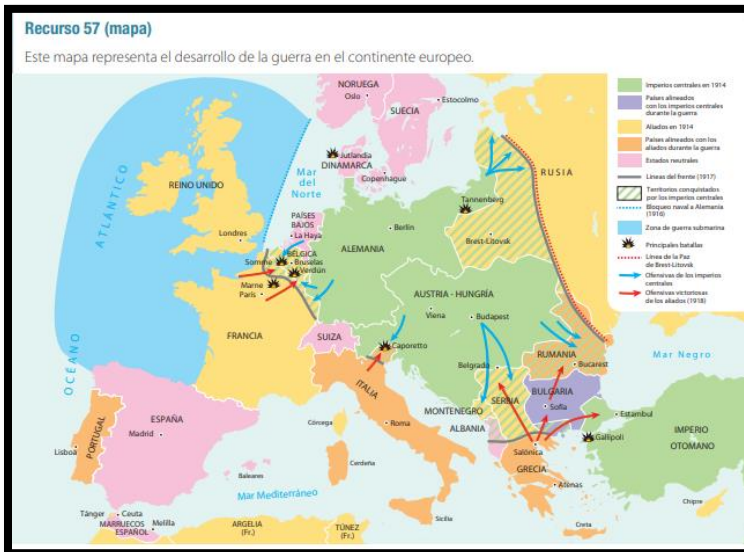 Recurso 57 (mapa)
Este mapa representa el desarrollo de la guerra en el continente europeo.
NORUEGA
Oslo
SUECIA
Estocolmo
Jutlandia
DINAMARCA
Copenhague
Mar
del
Norte
REINO UNIDO
Londres
PAÍSES
BAJOS
La Haya
ATLÁNTICO
OCÉANO
Tannenberg
RUSIA
Berlín
ALEMANIA
Brest-Litovsk
Somme
BÉLGICA
Bruselas
Verdún
Marne
París
FRANCIA
SUIZA
AUSTRIA - HUNGRÍA
Viena
Budapest
Caporetto
ITALIA
Roma
Belgrado
SERBIA
MONTENEGRO
ALBANIA
RUMANIA
Bucarest
BULGARIA
Sofía
Mar Negro
Estambul
Gallípoli
IMPERIO
OTOMANO
Salónica
GRECIA
Atenas
Creta
Chipre
Córcega
Cerdeña
Sicilia
Baleares
ESPAÑA
Madrid
PORTUGAL
Lisboa
Mar Mediterráneo
Tánger
Ceuta
MARRUECOS
ESPAÑOL
Melilla
ARGELIA
(Fr.)
TÚNEZ
(Fr.)
Imperios centrales en 1914
Países alineados
con los imperios centrales
durante la guerra
Aliados en 1914
Países alineados con los
aliados durante la guerra
Estados neutrales
Líneas del frente (1917)
Territorios conquistados
por los imperios centrales
Bloqueo naval a Alemania
(1916)
Zona de guerra submarina
Principales batallas
Línea de la Paz
de Brest-Litovsk
Ofensivas de los imperios
centrales
Ofensivas victoriosas
de los aliados (1918)